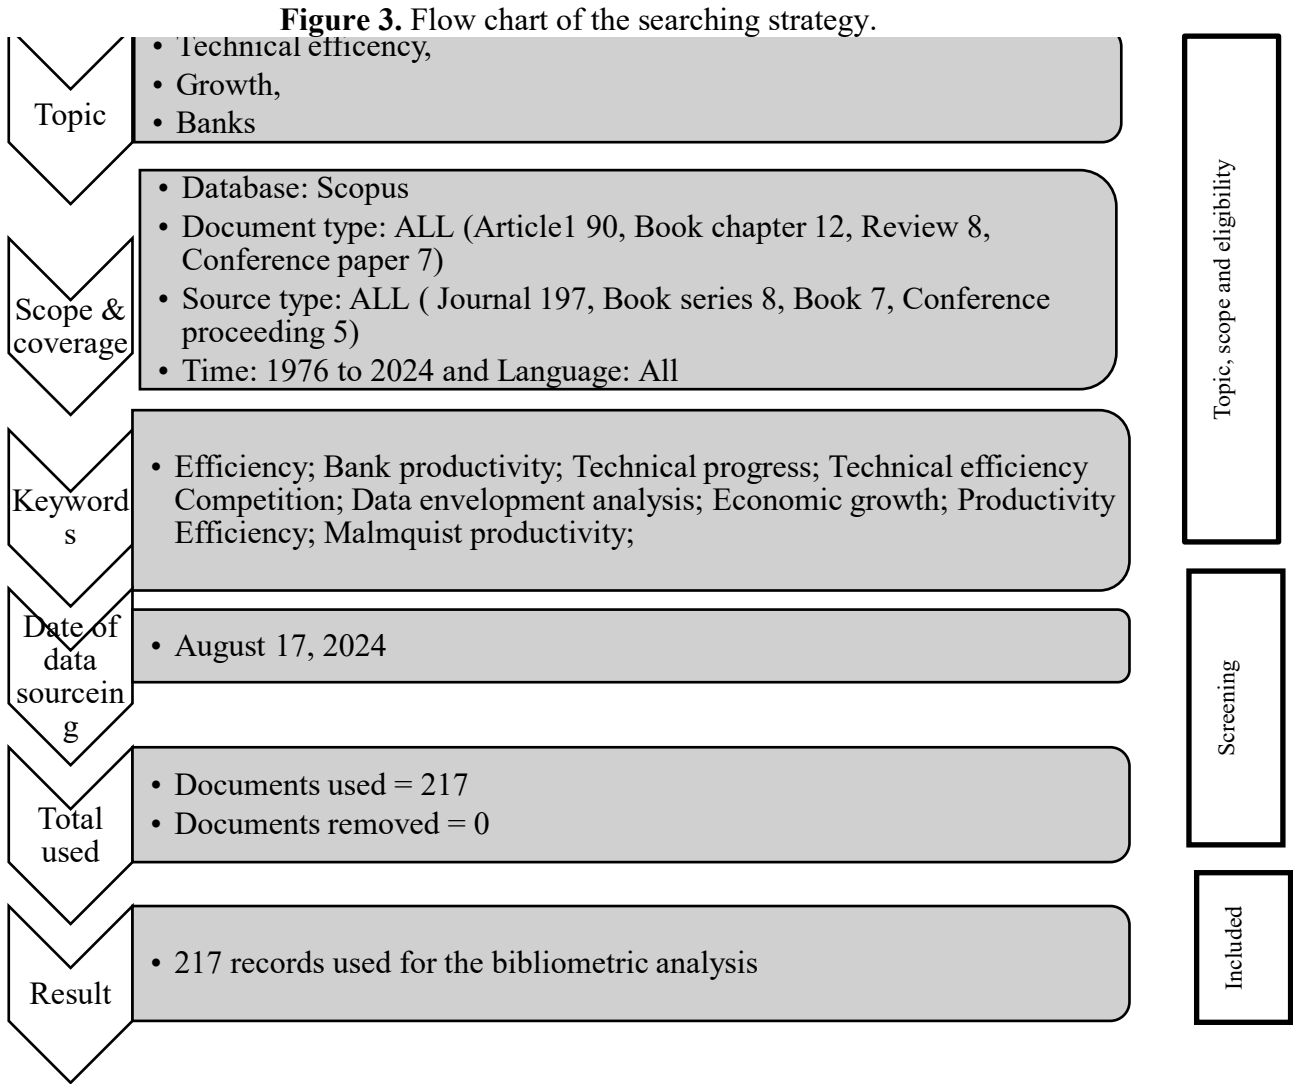 Figure 3. Flow chart of the searching strategy.
• Technical efficency,
• Growth,
• Banks
Topic
• Database: Scopus
• Document type: ALL (Article1 90, Book chapter 12, Review 8,
Conference paper 7)
• Source type: ALL ( Journal 197, Book series 8, Book 7, Conference
proceeding 5)
• Time: 1976 to 2024 and Language: All
Scope &
coverage
Topic, scope and eligibility
• Efficiency; Bank productivity; Technical progress; Technical efficiency
Competition; Data envelopment analysis; Economic growth; Productivity
Efficiency; Malmquist productivity;
Keyword
s
Date of
data
sourcein
g
• August 17, 2024
Screening
• Documents used = 217
• Documents removed = 0
Total
used
• 217 records used for the bibliometric analysis
Result
Included